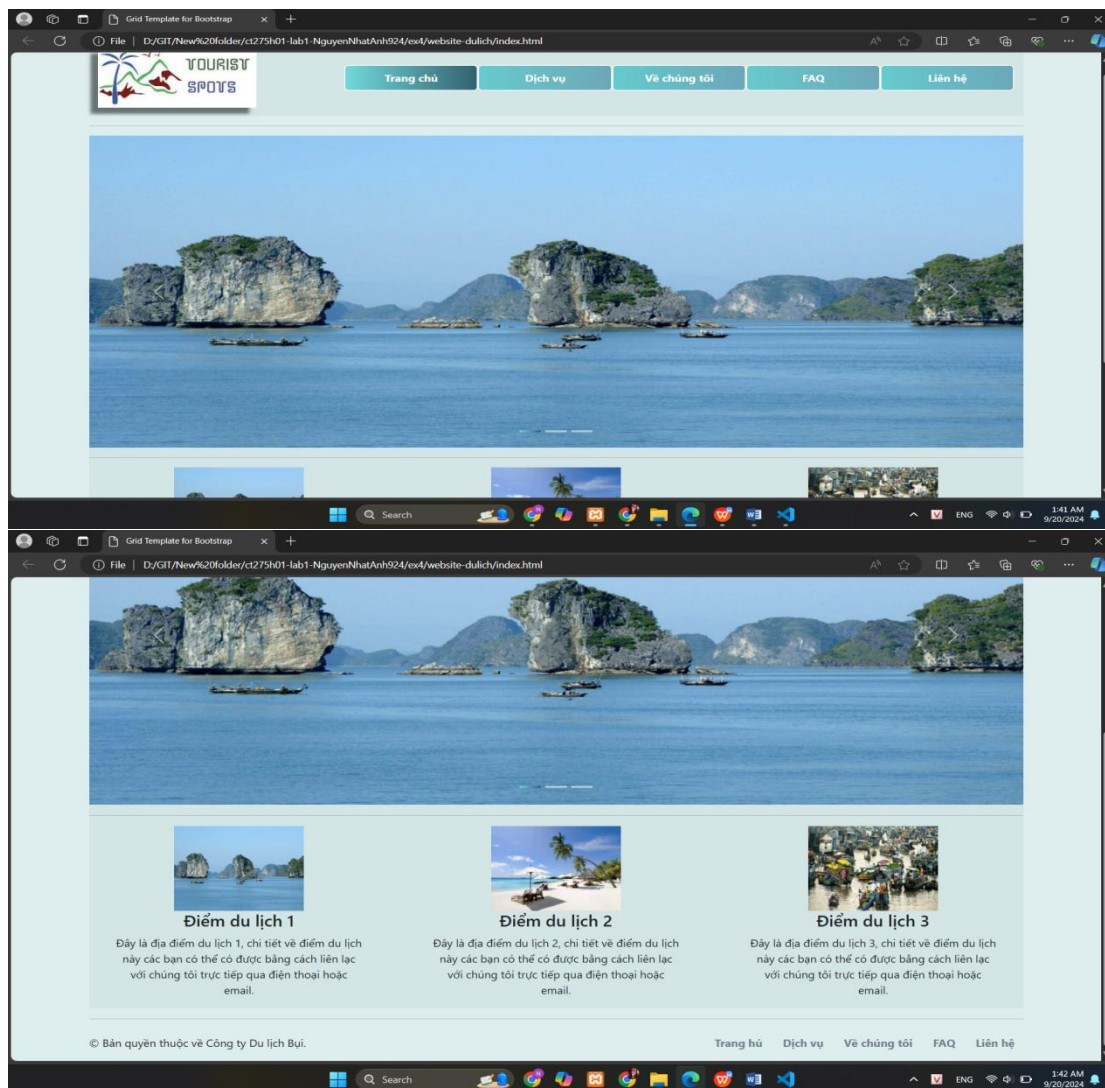 Grid Template for Bootstrap
File D:/GIT/New%20folder/ct275h01-lab1-NguyenNhatAnh924/ex4/website-dulich/index.html
TOURIST
SPOTS
Trang chủ Dịch vụ Về chúng tôi FAQ Liên hệ
Search
ENG
1:41 AM
9/20/2024
Grid Template for Bootstrap
File D:/GIT/New%20folder/ct275h01-lab1-NguyenNhatAnh924/ex4/website-dulich/index.html
Điểm du lịch 1
Đây là địa điểm du lịch 1, chi tiết về điểm du lịch
này các bạn có thể có được bằng cách liên lạc
với chúng tôi trực tiếp qua điện thoại hoặc
email.
Điểm du lịch 2
Đây là địa điểm du lịch 2, chi tiết về điểm du lịch
này các bạn có thể có được bằng cách liên lạc
với chúng tôi trực tiếp qua điện thoại hoặc
email.
Điểm du lịch 3
Đây là địa điểm du lịch 3, chi tiết về điểm du lịch
này các bạn có thể có được bằng cách liên lạc
với chúng tôi trực tiếp qua điện thoại hoặc
email.
© Bản quyền thuộc về Công ty Du lịch Bụi.
Trang hủ Dịch vụ Về chúng tôi FAQ Liên hệ
Search
ENG
1:42 AM
9/20/2024